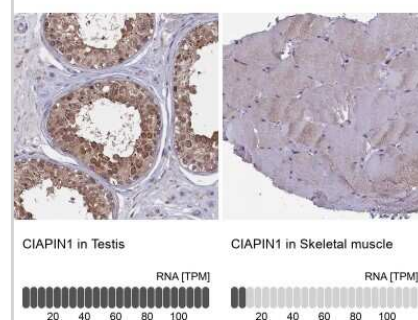 CIAPIN1 in Testis
CIAPIN1 in Skeletal muscle
RNA [TPM]
RNA [TPM]
20 40 60 80 100
20 40 60 80 100